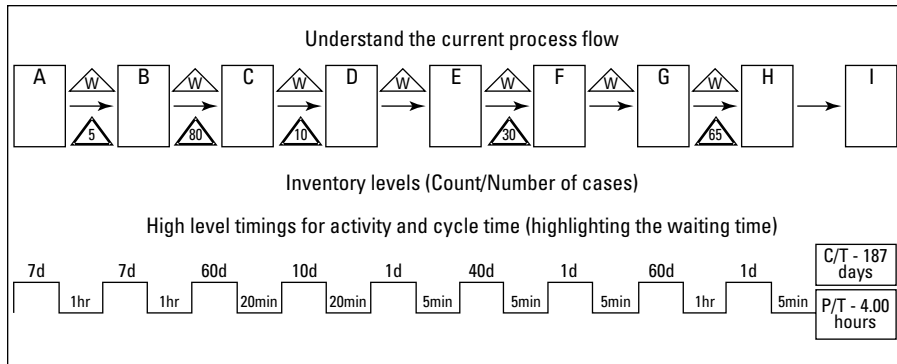 Understand the current process flow
A W B W C W D W E W F W G W H I
5 80 10 30 65
Inventory levels (Count/Number of cases)
High level timings for activity and cycle time (highlighting the waiting time)
7d 7d 60d 10d 1d 40d 1d 60d 1d
C/T - 187
days
1hr 1hr 20min 20min 5min 5min 5min 1hr 5min
P/T - 4.00
hours